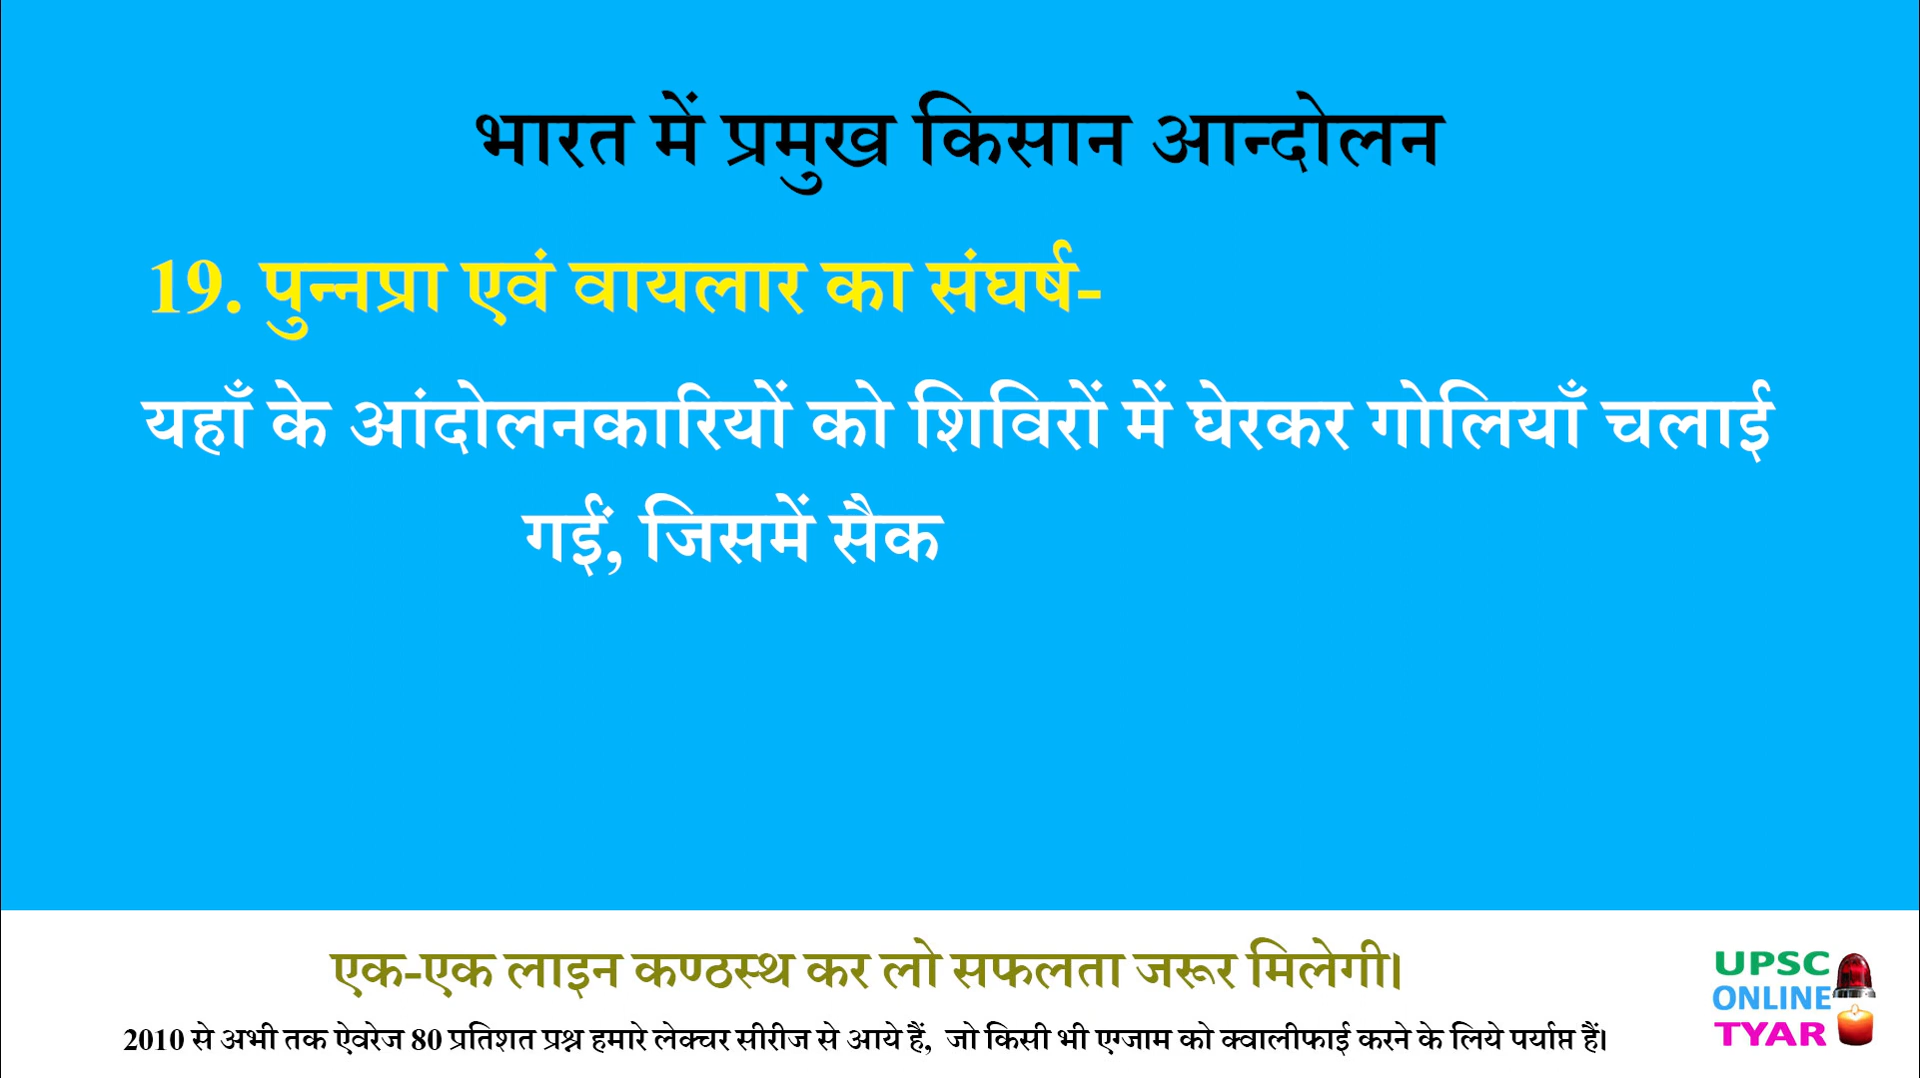 भारत में प्रमुख किसान आन्दोलन
19. पुन्नप्रा एवं वायलार का संघर्ष-
यहाँ के आंदोलनकारियों को शिविरों में घेरकर गोलियाँ चलाई
गईं, जिसमें सैक
एक-एक लाइन कण्ठस्थ कर लो सफलता जरूर मिलेगी।
2010 से अभी तक ऐवरेज 80 प्रतिशत प्रश्न हमारे लेक्चर सीरीज से आये हैं, जो किसी भी एग्जाम को क्वालीफाई करने के लिये पर्याप्त हैं।
UPSC
ONLINE
TYAR